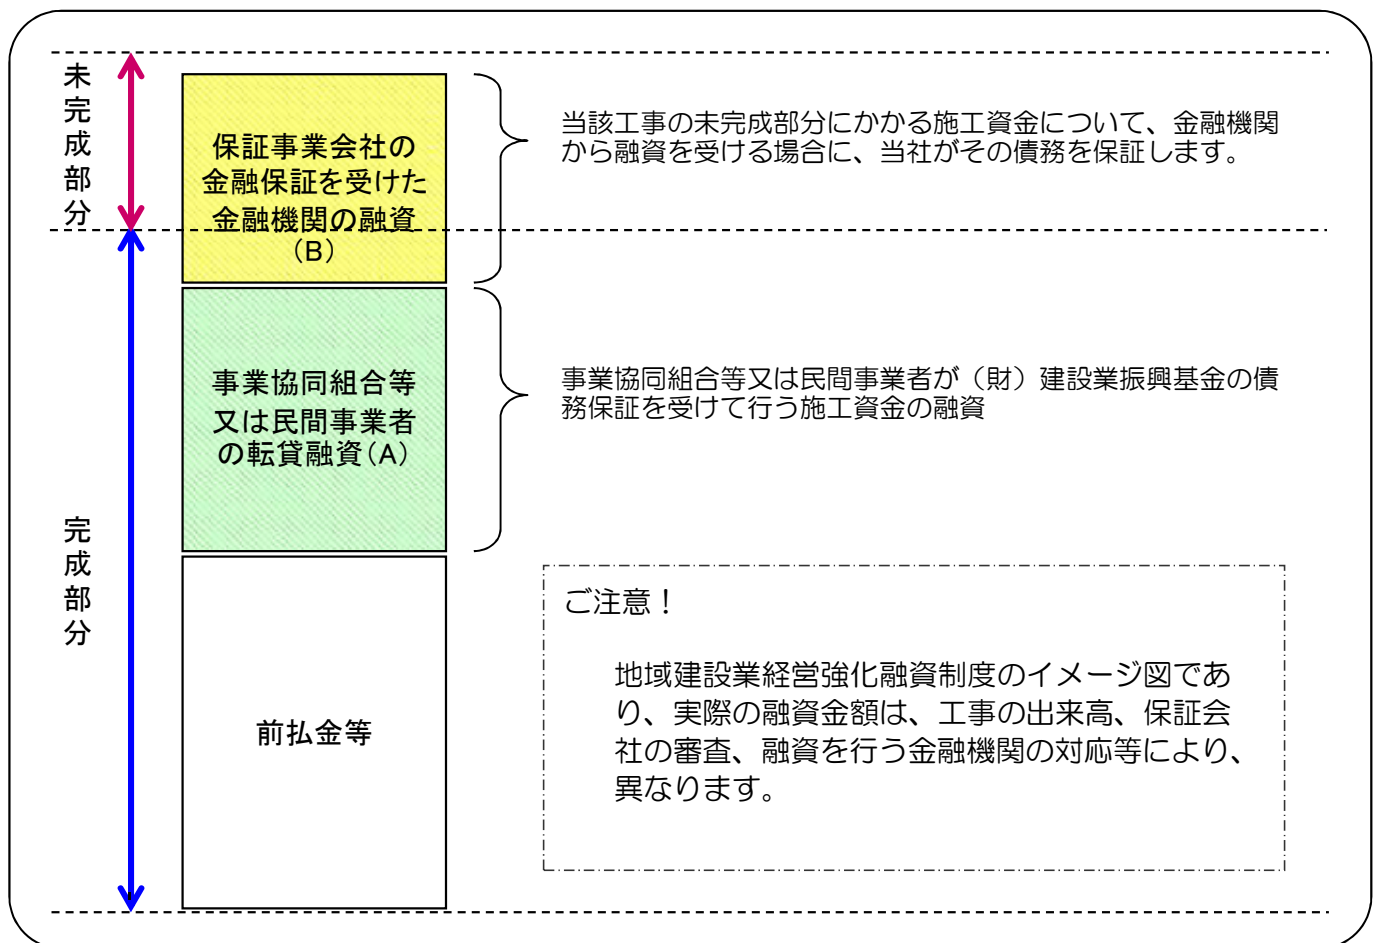 未完成部分
保証事業会社の
金融保証を受けた
金融機関の融資
（B）
当該工事の未完成部分にかかる施工資金について、金融機関
から融資を受ける場合に、当社がその債務を保証します。
事業協同組合等
又は民間事業者
の転貸融資（A）
事業協同組合等又は民間事業者が（財）建設業振興基金の債
務保証を受けて行う施工資金の融資
完成部分
前払金等
ご注意！
地域建設業経営強化融資制度のイメージ図であ
り、実際の融資金額は、工事の出来高、保証会
社の審査、融資を行う金融機関の対応等により、
異なります。